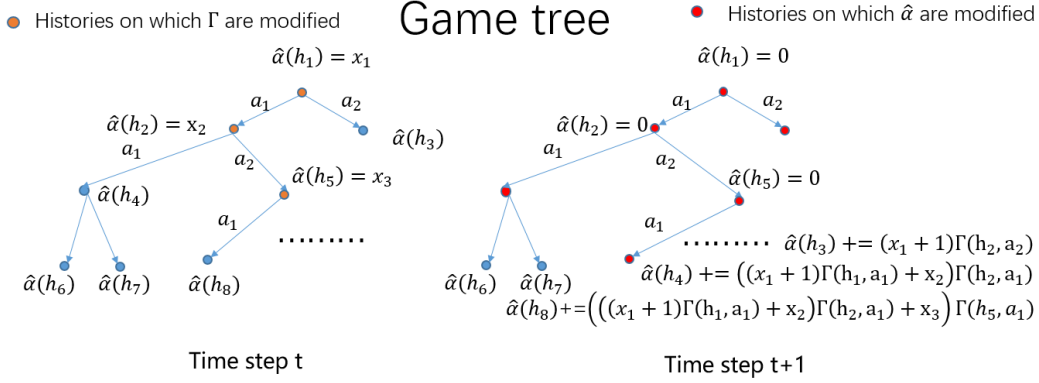 Game tree
Histories on which Γ are modified
α̂(h₁) = x₁
a₁
a₂
α̂(h₂) = x₂
α̂(h₃)
a₁
a₂
α̂(h₄)
α̂(h₅) = x₃
a₁
.........
α̂(h₆)
α̂(h₇)
α̂(h₈)
Time step t
Histories on which α̂ are modified
α̂(h₁) = 0
a₁
a₂
α̂(h₂) = 0
a₁
a₂
α̂(h₅) = 0
a₁
......... α̂(h₃) += (x₁ + 1)Γ(h₂, a₂)
α̂(h₄) += ((x₁ + 1)Γ(h₁, a₁) + x₂)Γ(h₂, a₁)
α̂(h₆)
α̂(h₇)
α̂(h₈)+=(((x₁ + 1)Γ(h₁, a₁) + x₂)Γ(h₂, a₁) + x₃) Γ(h₅, a₁)
Time step t+1